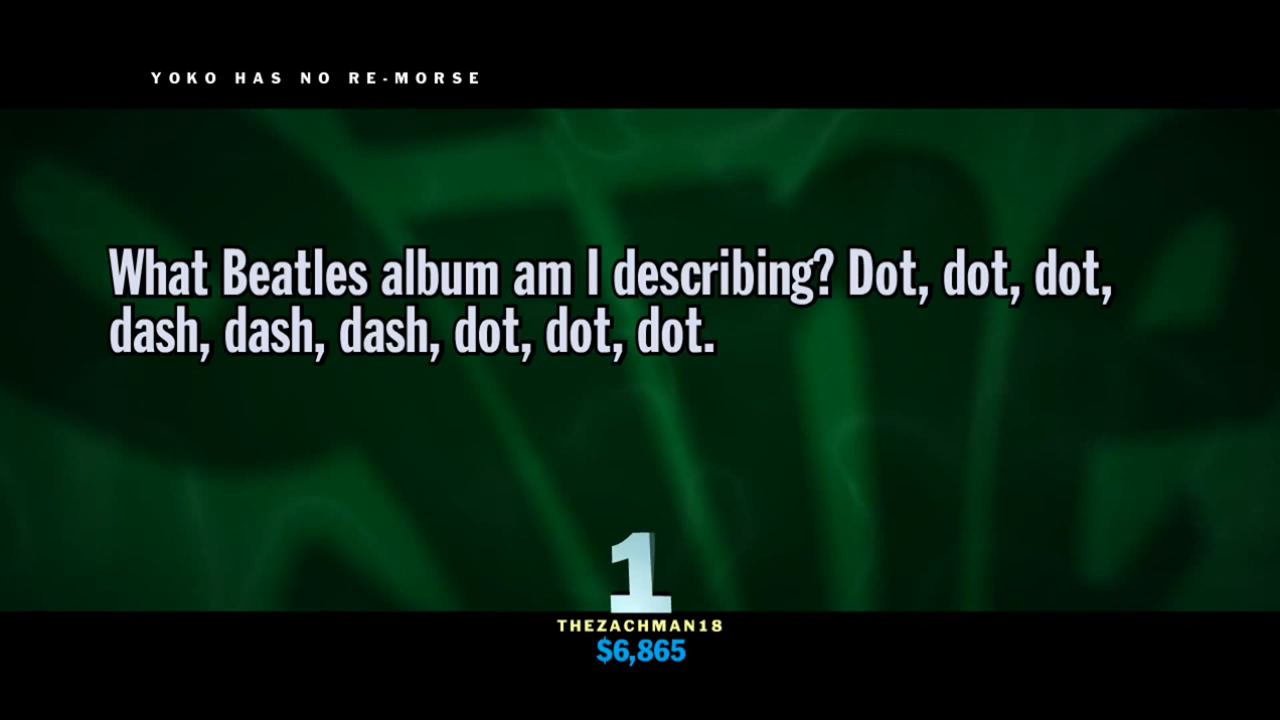 YOKO HAS NO RE-MORSE
What Beatles album am I describing? Dot, dot, dot,
dash, dash, dash, dot, dot, dot.
1
THEZACHMAN18
$6,865